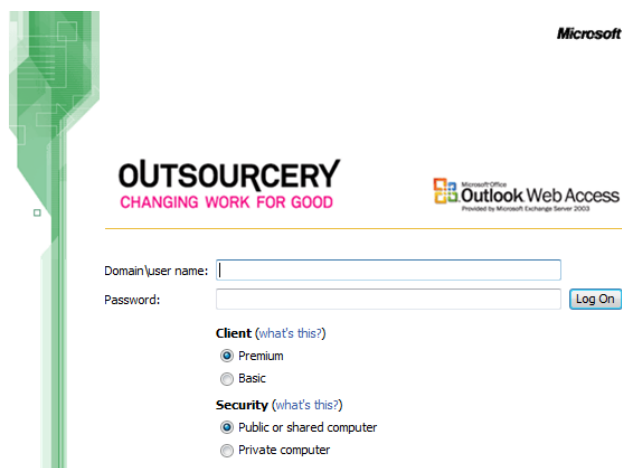 Microsoft
OUTSOURCERY
CHANGING WORK FOR GOOD
Microsoft Office
Outlook Web Access
Provided by Microsoft Exchange Server 2003
Domain\user name:
Password:
Log On
Client (what's this?)
Premium
Basic
Security (what's this?)
Public or shared computer
Private computer